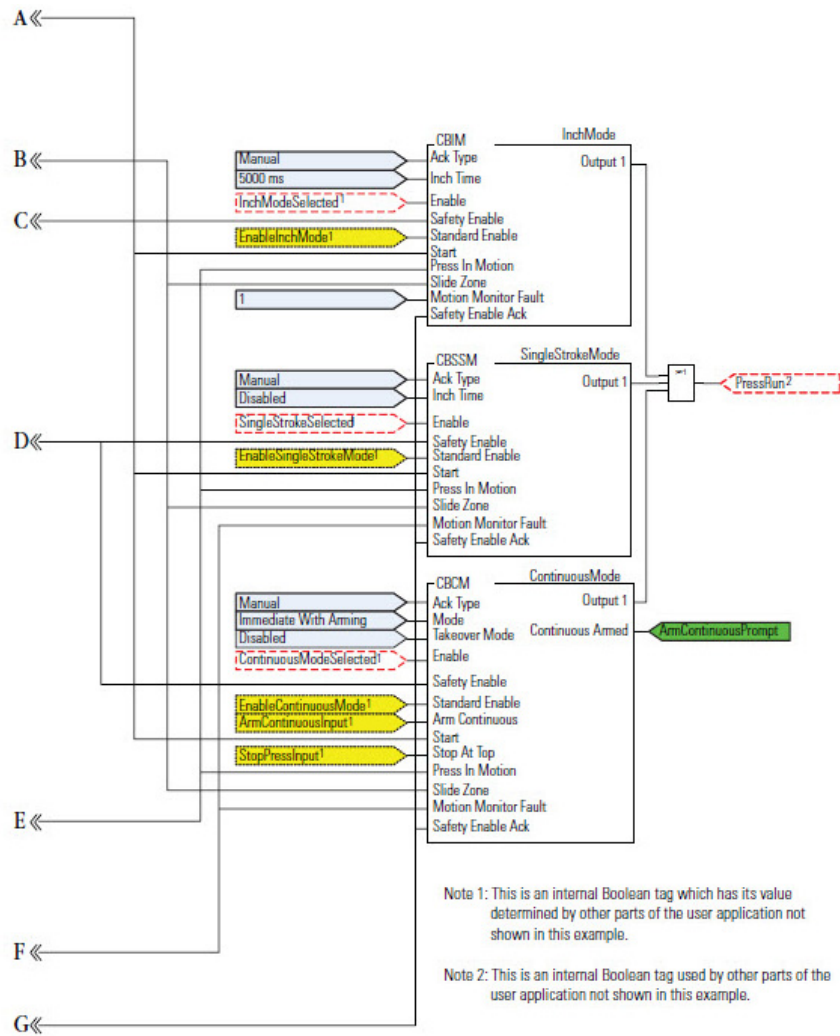 A
B
C
D
E
F
G
CBIM InchMode
Manual Ack Type Output 1
5000 ms Inch Time
InchModeSelected1 Enable
Safety Enable
EnableInchMode1 Standard Enable
Start
Press In Motion
Slide Zone
1 Motion Monitor Fault
Safety Enable Ack
CBSSM SingleStrokeMode
Manual Ack Type Output 1
Disabled Inch Time
SingleStrokeSelected Enable
Safety Enable
EnableSingleStrokeMode1 Standard Enable
Start
Press In Motion
Slide Zone
Motion Monitor Fault
Safety Enable Ack
PressRun2
CBCM ContinuousMode
Manual Ack Type Output 1
Immediate With Arming Mode
Disabled Takeover Mode Continuous Armed ArmContinuousPrompt
ContinuousModeSelected1 Enable
Safety Enable
EnableContinuousMode1 Standard Enable
ArmContinuousInput1 Arm Continuous
Start
StopPressInput1 Stop At Top
Press In Motion
Slide Zone
Motion Monitor Fault
Safety Enable Ack
Note 1: This is an internal Boolean tag which has its value
determined by other parts of the user application not
shown in this example.
Note 2: This is an internal Boolean tag used by other parts of the
user application not shown in this example.